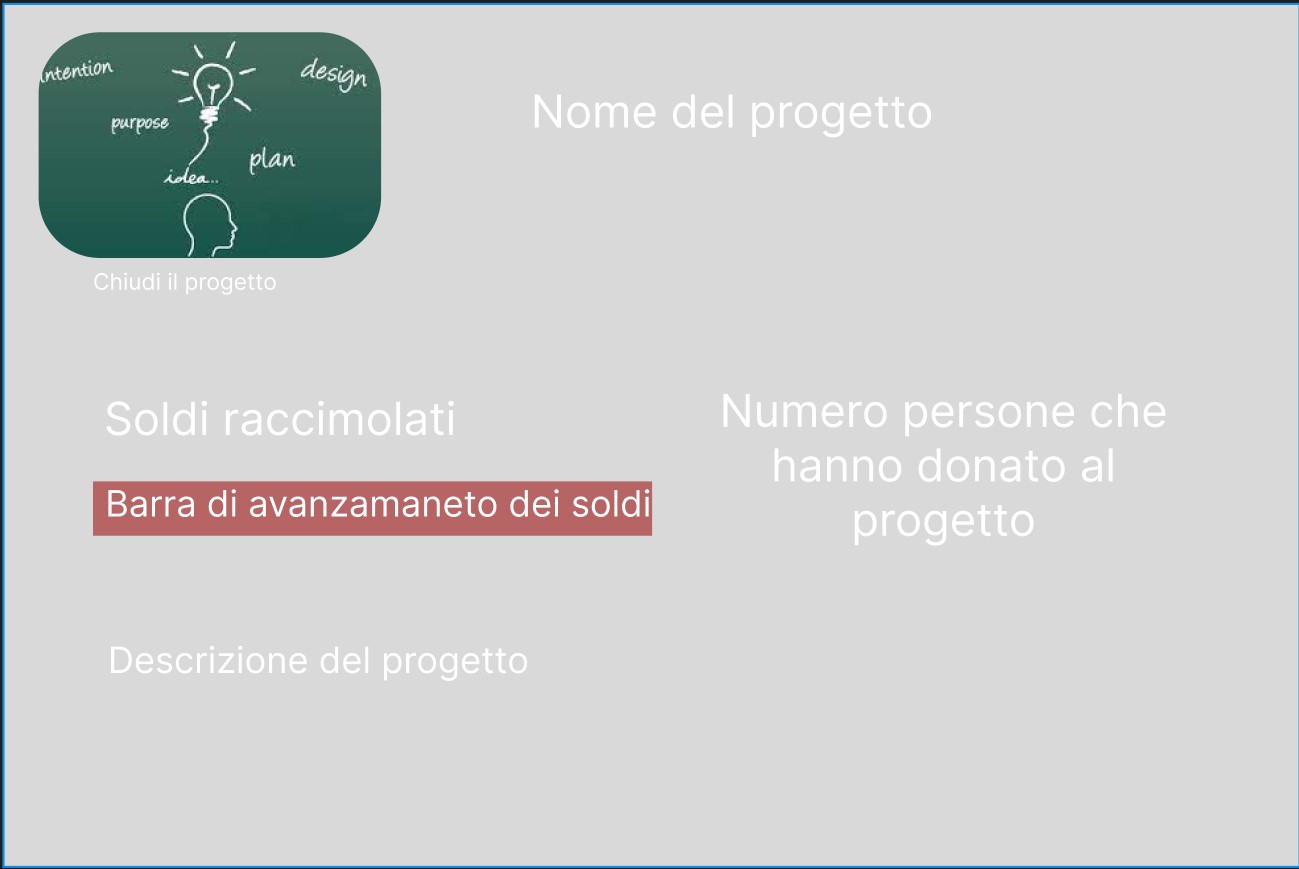 intention
design
purpose
plan
idea...
Nome del progetto
Chiudi il progetto
Soldi raccimolati
Barra di avanzamaneto dei soldi
Numero persone che
hanno donato al
progetto
Descrizione del progetto